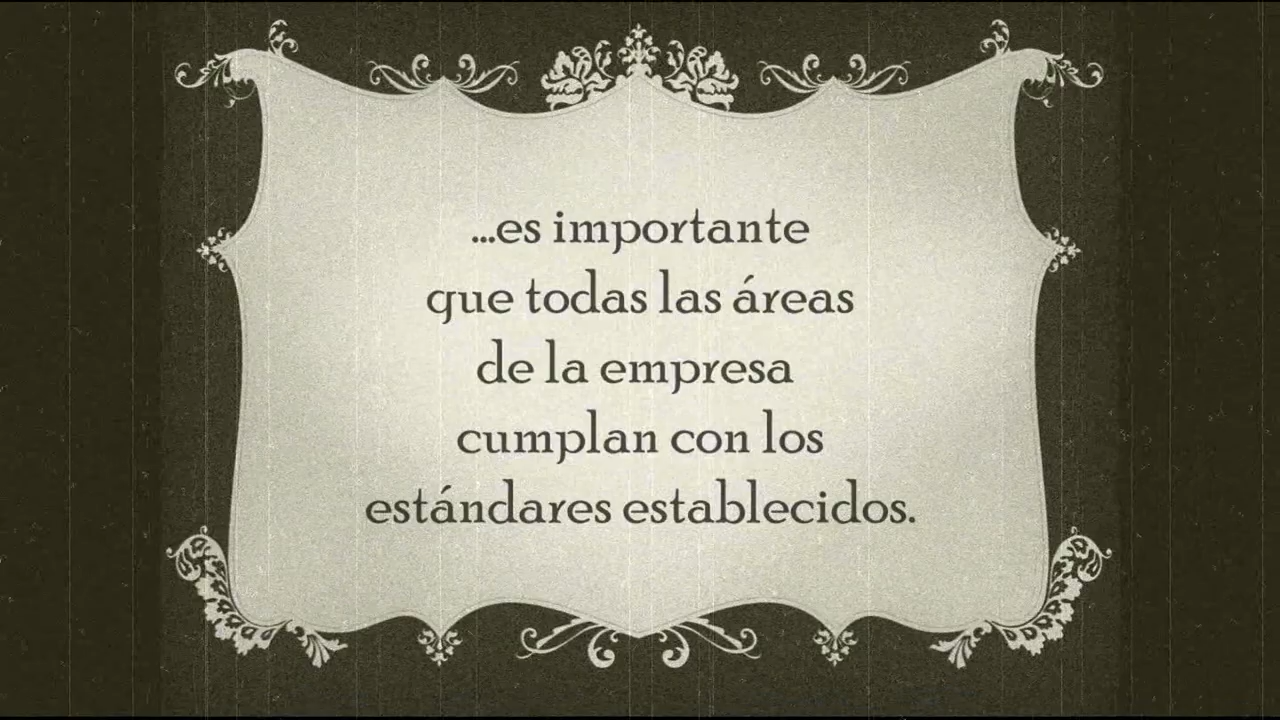 ...es importante
que todas las áreas
de la empresa
cumplan con los
estándares establecidos.